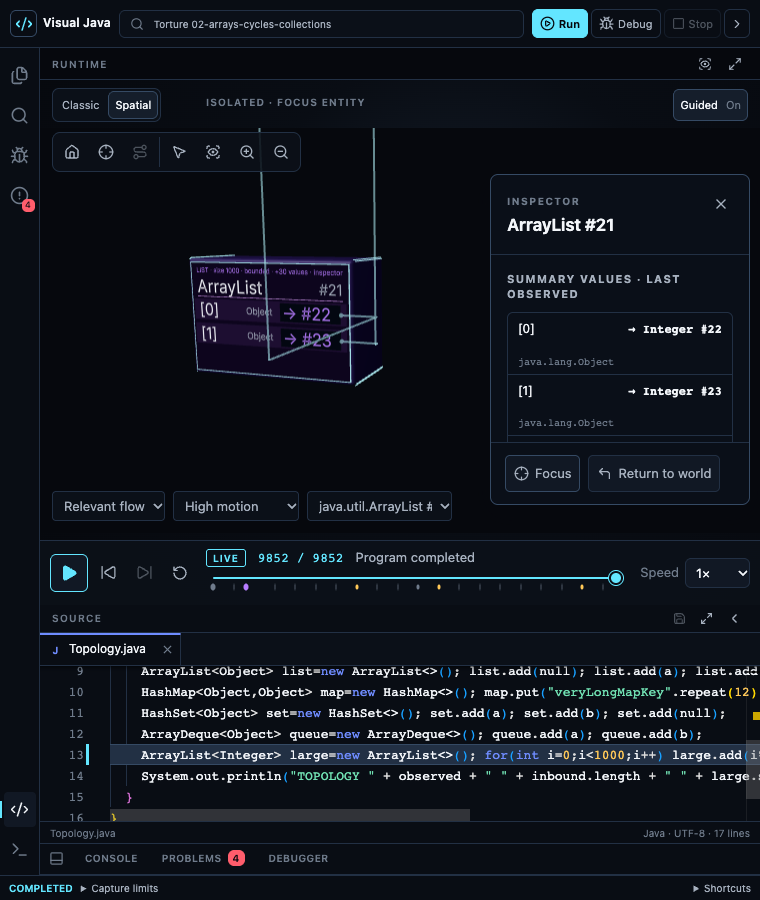 Visual Java
Torture 02-arrays-cycles-collections
Run
Debug
Stop
RUNTIME
Classic
Spatial
ISOLATED · FOCUS ENTITY
Guided On
4
INSPECTOR
ArrayList #21
SUMMARY VALUES · LAST OBSERVED
[0] → Integer #22
java.lang.Object
[1] → Integer #23
java.lang.Object
Focus
Return to world
LIST · size 1000 · bounded · +30 values · inspector
ArrayList #21
[0] Object → #22
[1] Object → #23
Relevant flow
High motion
java.util.ArrayList #
LIVE 9852 / 9852 Program completed
Speed 1×
SOURCE
J Topology.java
9 ArrayList<Object> list=new ArrayList<>(); list.add(null); list.add(a); list.add
10 HashMap<Object,Object> map=new HashMap<>(); map.put("veryLongMapKey".repeat(12)
11 HashSet<Object> set=new HashSet<>(); set.add(a); set.add(b); set.add(null);
12 ArrayDeque<Object> queue=new ArrayDeque<>(); queue.add(a); queue.add(b);
13 ArrayList<Integer> large=new ArrayList<>(); for(int i=0;i<1000;i++) large.add(i
14 System.out.println("TOPOLOGY " + observed + " " + inbound.length + " " + large.s
15 }
16 }
Topology.java
Java · UTF-8 · 17 lines
CONSOLE
PROBLEMS 4
DEBUGGER
COMPLETED
Capture limits
Shortcuts